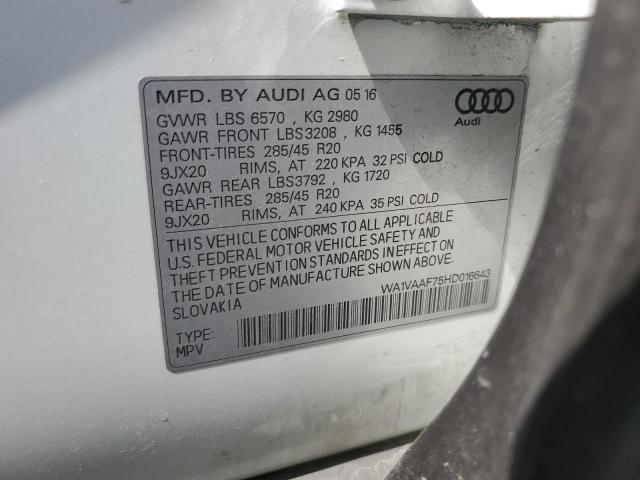 MFD. BY AUDI AG 05 16
GVWR LBS 6570 , KG 2980
GAWR FRONT LBS3208 , KG 1455
FRONT-TIRES 285/45 R20
9JX20 RIMS, AT 220 KPA 32 PSI COLD
GAWR REAR LBS3792 , KG 1720
REAR-TIRES 285/45 R20
9JX20 RIMS, AT 240 KPA 35 PSI COLD
Audi
THIS VEHICLE CONFORMS TO ALL APPLICABLE
U.S. FEDERAL MOTOR VEHICLE SAFETY AND
THEFT PREVENTION STANDARDS IN EFFECT ON
THE DATE OF MANUFACTURE SHOWN ABOVE.
SLOVAKIA
WA1VAAF75HD016643
TYPE:
MPV